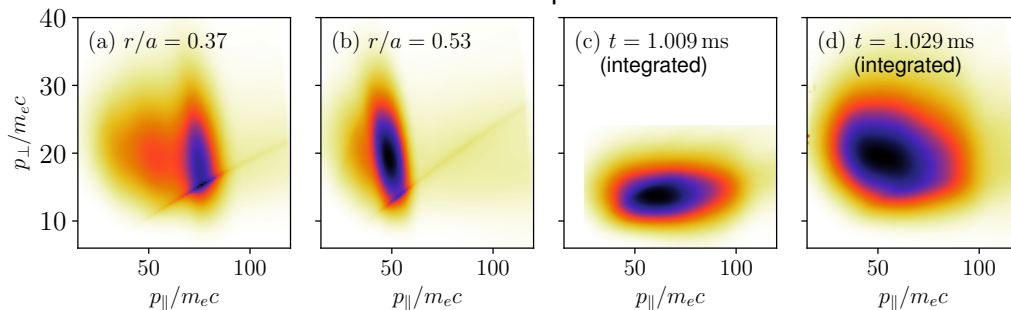 (a) r/a = 0.37
(b) r/a = 0.53
(c) t = 1.009 ms
(integrated)
(d) t = 1.029 ms
(integrated)
40
30
20
10
p⊥/mₑc
50
100
50
100
50
100
50
100
p∥/mₑc
p∥/mₑc
p∥/mₑc
p∥/mₑc